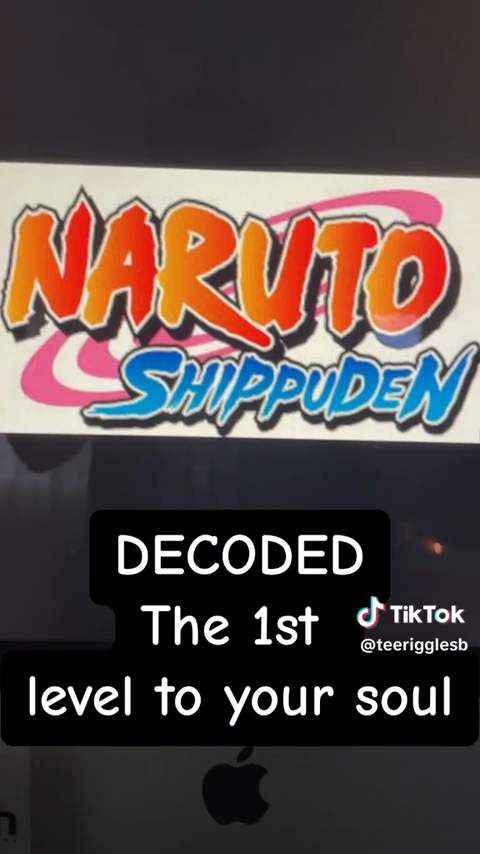 NARUTO
SHIPPUDEN
DECODED
The 1st
level to your soul
TikTok
@teerigglesb
n